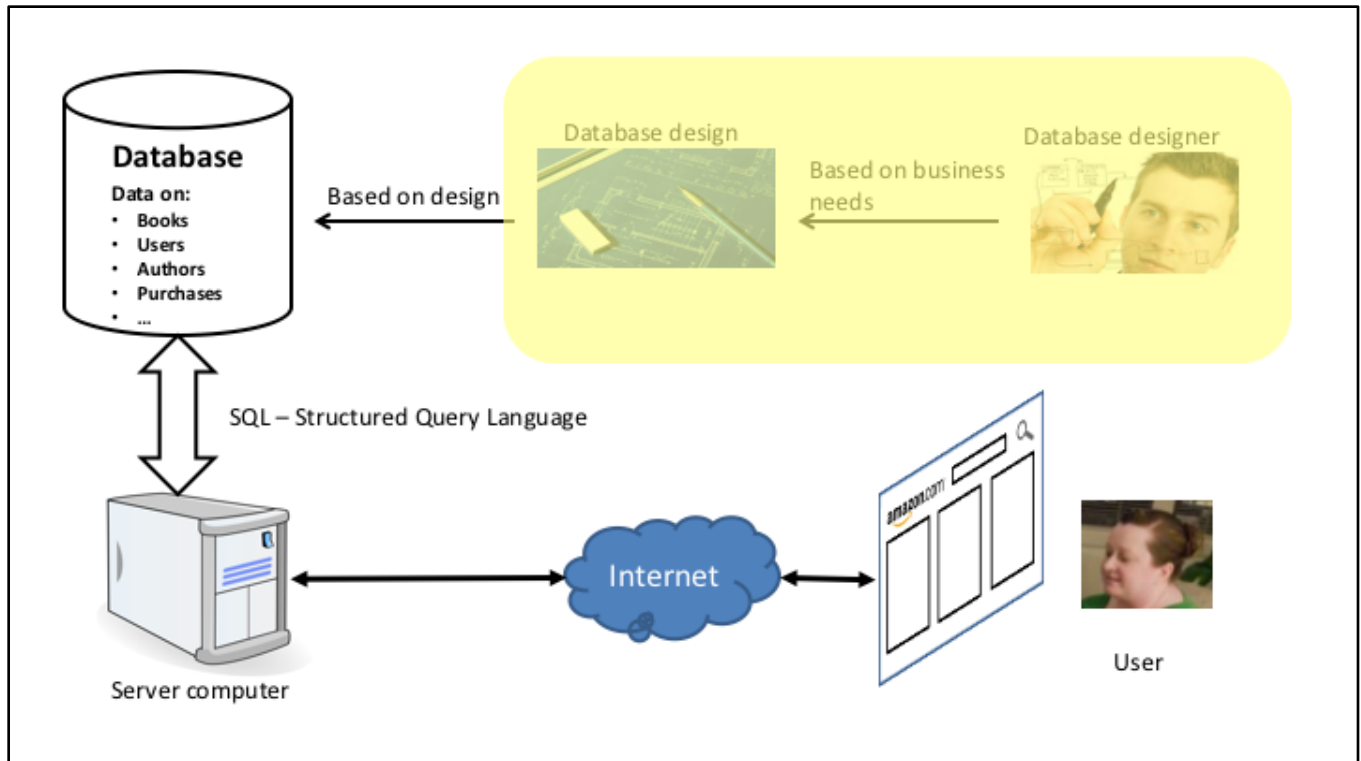 Database design
Database designer
Database
Data on:
• Books
• Users
• Authors
• Purchases
• ...
Based on design
Based on business
needs
SQL – Structured Query Language
amazon.com
Internet
User
Server computer